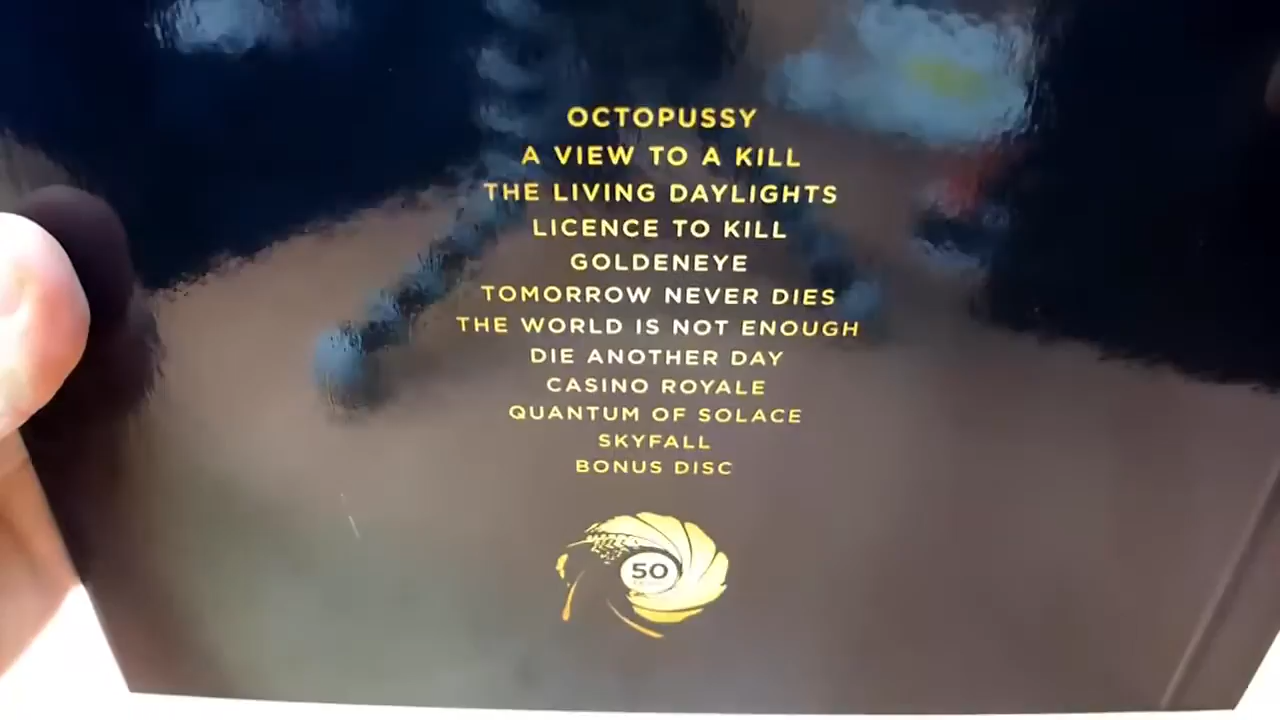 OCTOPUSSY
A VIEW TO A KILL
THE LIVING DAYLIGHTS
LICENCE TO KILL
GOLDENEYE
TOMORROW NEVER DIES
THE WORLD IS NOT ENOUGH
DIE ANOTHER DAY
CASINO ROYALE
QUANTUM OF SOLACE
SKYFALL
BONUS DISC
50